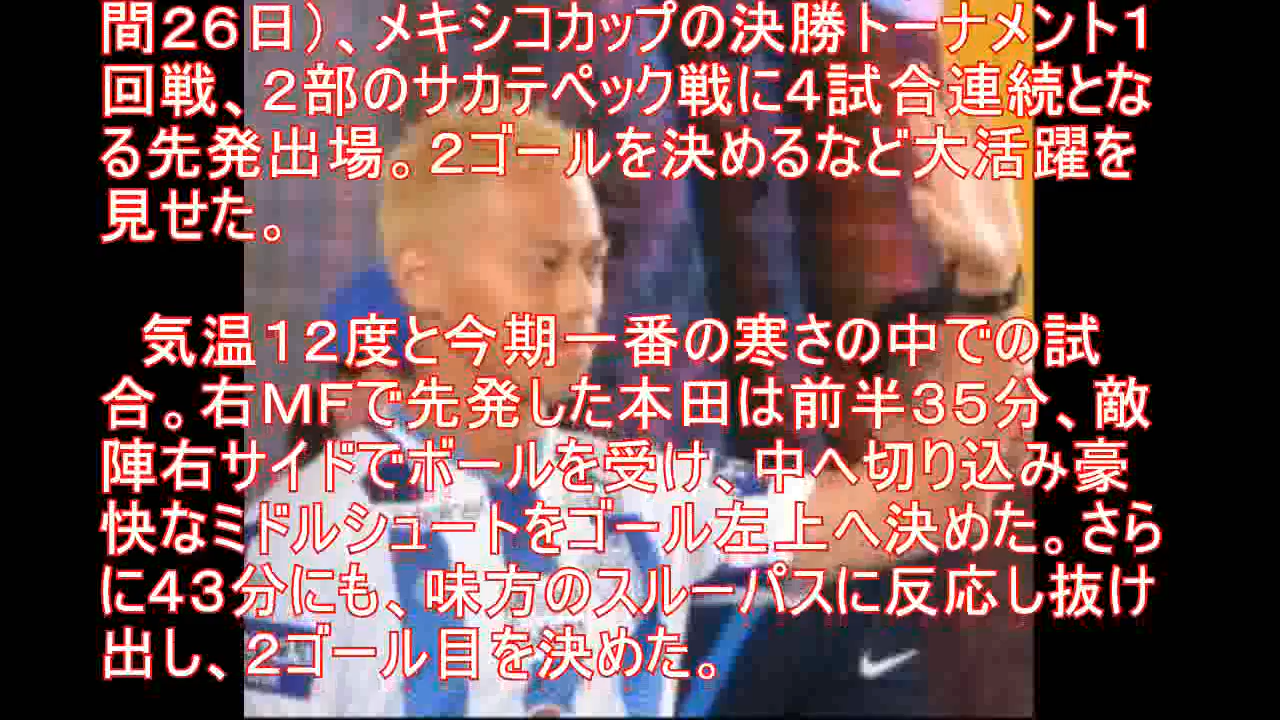 間２６日）、メキシコカップの決勝トーナメント１
回戦、２部のサカテペック戦に４試合連続とな
る先発出場。２ゴールを決めるなど大活躍を
見せた。
気温１２度と今期一番の寒さの中での試
合。右ＭＦで先発した本田は前半３５分、敵
陣右サイドでボールを受け、中へ切り込み豪
快なミドルシュートをゴール左上へ決めた。さら
に４３分にも、味方のスルーパスに反応し抜け
出し、２ゴール目を決めた。